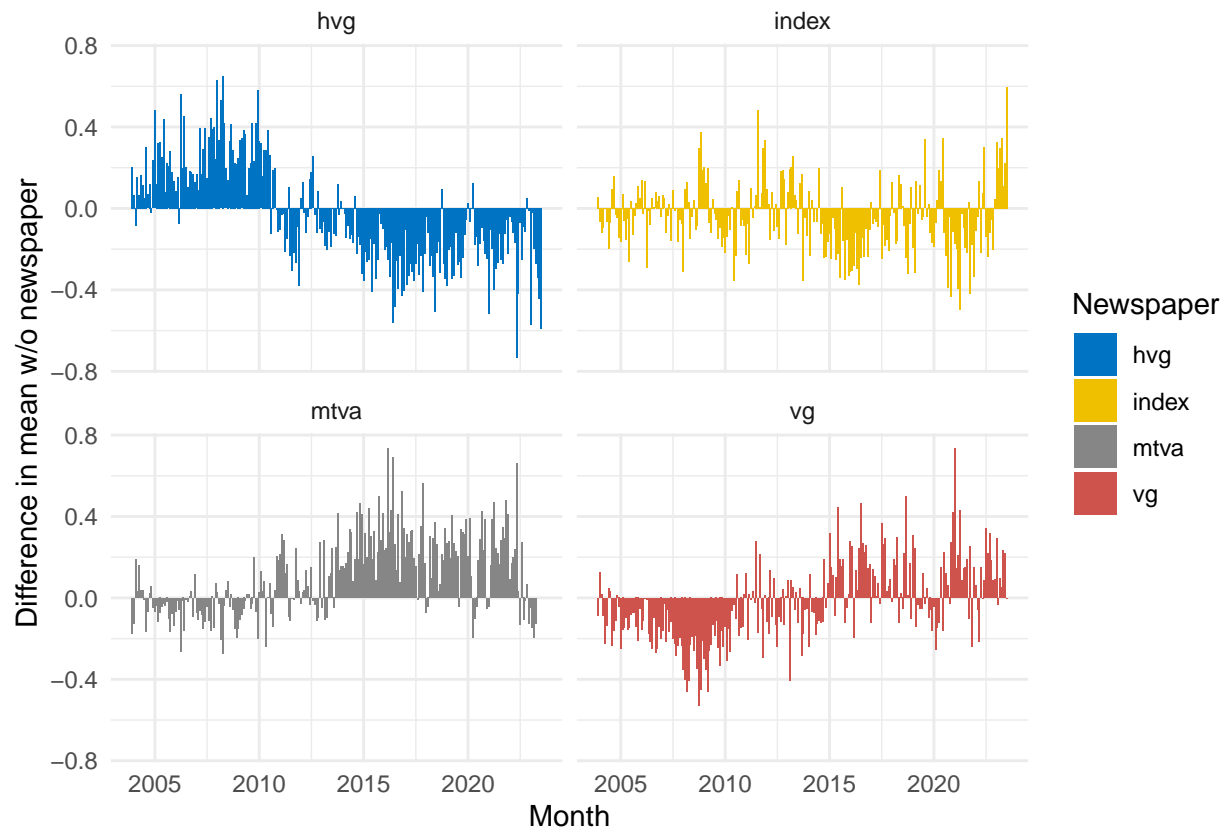 hvg
index
0.8
0.4
0.0
−0.4
−0.8
mtva
vg
0.8
0.4
0.0
−0.4
−0.8
2005 2010 2015 2020
2005 2010 2015 2020
Month
Difference in mean w/o newspaper
Newspaper
hvg
index
mtva
vg